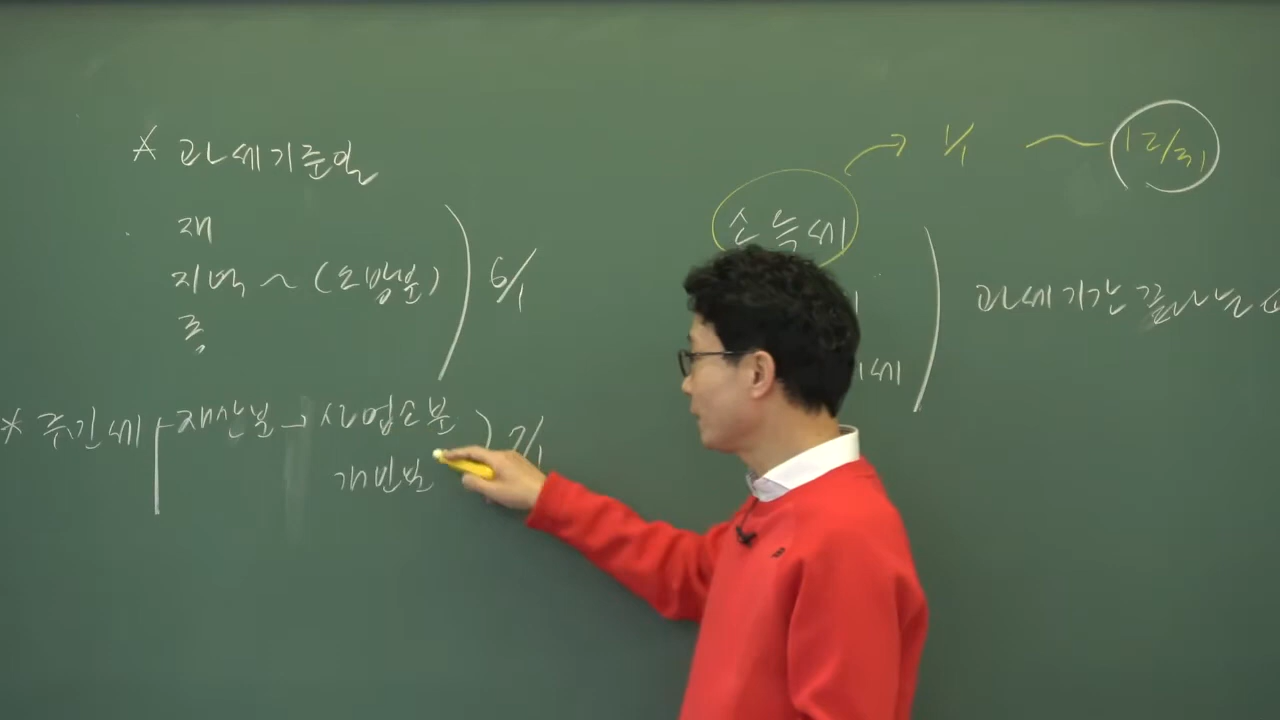 * 과세기준일
재
지역 ~ (소방분) ) 6/1
종
* 주민세 재산분 → 사업소분 ) 7/1
개인분
소득세 → 1/1 ~ 12/31
세
과세기간 끝나는